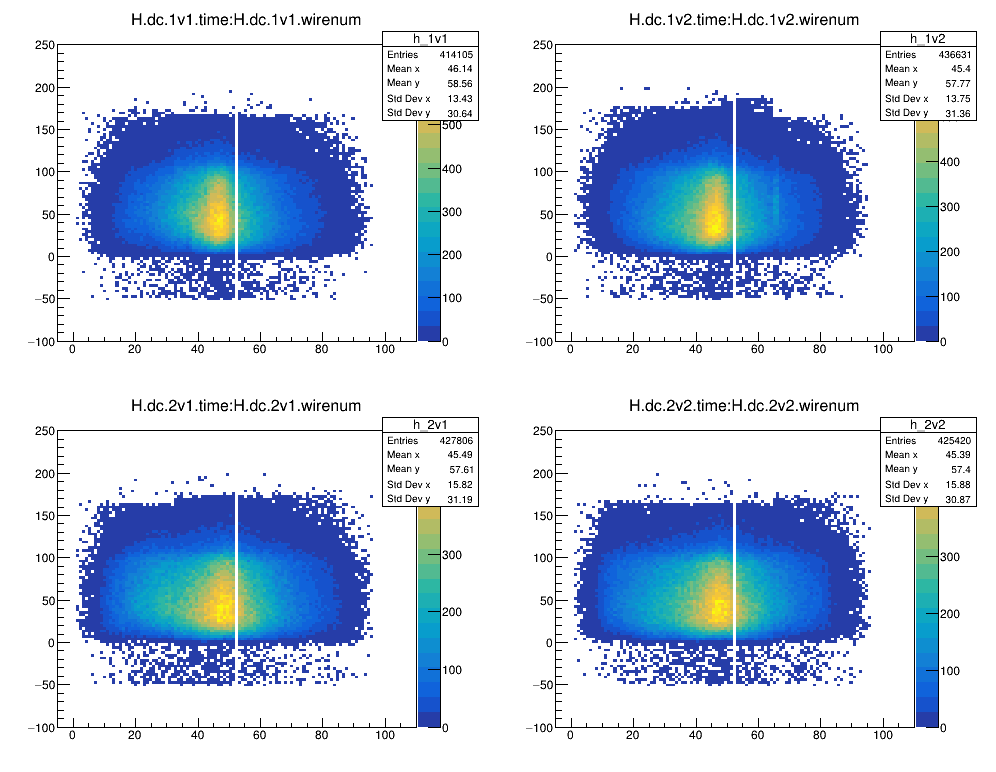 H.dc.1v1.time:H.dc.1v1.wirenum
h_1v1
Entries 414105
Mean x 46.14
Mean y 58.56
Std Dev x 13.43
Std Dev y 30.64
250
200
150
100
50
0
−50
−100
0 20 40 60 80 100
500
400
300
200
100
0
H.dc.1v2.time:H.dc.1v2.wirenum
h_1v2
Entries 436631
Mean x 45.4
Mean y 57.77
Std Dev x 13.75
Std Dev y 31.36
250
200
150
100
50
0
−50
−100
0 20 40 60 80 100
400
300
200
100
0
H.dc.2v1.time:H.dc.2v1.wirenum
h_2v1
Entries 427806
Mean x 45.49
Mean y 57.61
Std Dev x 15.82
Std Dev y 31.19
250
200
150
100
50
0
−50
−100
0 20 40 60 80 100
300
200
100
0
H.dc.2v2.time:H.dc.2v2.wirenum
h_2v2
Entries 425420
Mean x 45.39
Mean y 57.4
Std Dev x 15.88
Std Dev y 30.87
250
200
150
100
50
0
−50
−100
0 20 40 60 80 100
300
200
100
0